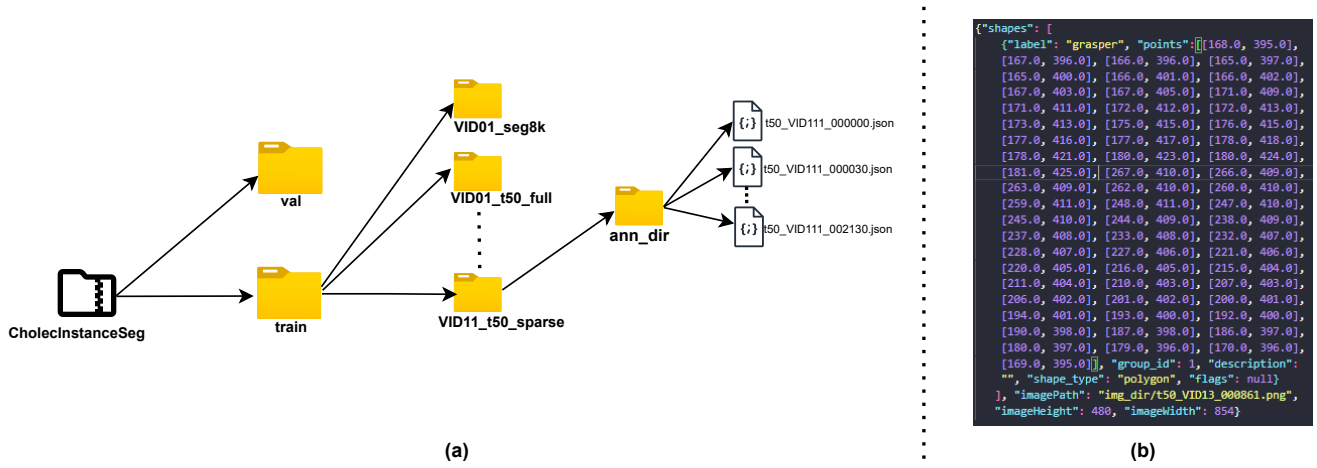 CholecInstanceSeg
val
train
VID01_seg8k
VID01_t50_full
VID11_t50_sparse
ann_dir
{;} t50_VID111_000000.json
{;} t50_VID111_000030.json
{;} t50_VID111_002130.json
(a)
{"shapes": [
{"label": "grasper", "points":[[168.0, 395.0],
[167.0, 396.0], [166.0, 396.0], [165.0, 397.0],
[165.0, 400.0], [166.0, 401.0], [166.0, 402.0],
[167.0, 403.0], [167.0, 405.0], [171.0, 409.0],
[171.0, 411.0], [172.0, 412.0], [172.0, 413.0],
[173.0, 413.0], [175.0, 415.0], [176.0, 415.0],
[177.0, 416.0], [177.0, 417.0], [178.0, 418.0],
[178.0, 421.0], [180.0, 423.0], [180.0, 424.0],
[181.0, 425.0], [267.0, 410.0], [266.0, 409.0],
[263.0, 409.0], [262.0, 410.0], [260.0, 410.0],
[259.0, 411.0], [248.0, 411.0], [247.0, 410.0],
[245.0, 410.0], [244.0, 409.0], [238.0, 409.0],
[237.0, 408.0], [233.0, 408.0], [232.0, 407.0],
[228.0, 407.0], [227.0, 406.0], [221.0, 406.0],
[220.0, 405.0], [216.0, 405.0], [215.0, 404.0],
[211.0, 404.0], [210.0, 403.0], [207.0, 403.0],
[206.0, 402.0], [201.0, 402.0], [200.0, 401.0],
[194.0, 401.0], [193.0, 400.0], [192.0, 400.0],
[190.0, 398.0], [187.0, 398.0], [186.0, 397.0],
[180.0, 397.0], [179.0, 396.0], [170.0, 396.0],
[169.0, 395.0]], "group_id": 1, "description":
"", "shape_type": "polygon", "flags": null}
], "imagePath": "img_dir/t50_VID13_000861.png",
"imageHeight": 480, "imageWidth": 854}
(b)